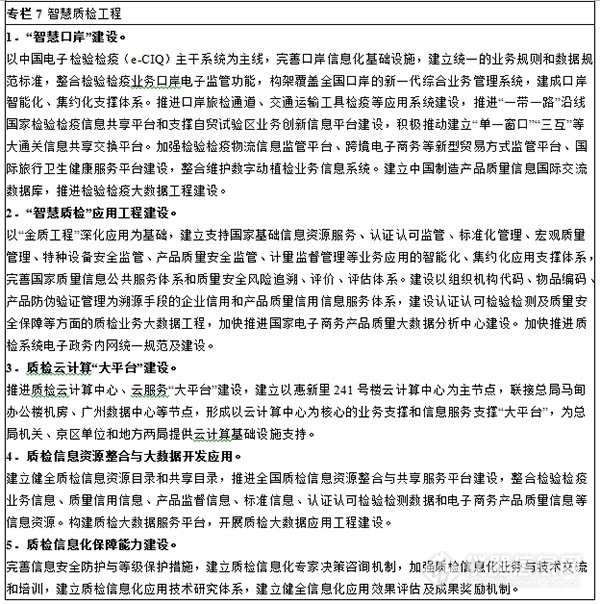 专栏 7 智慧质检工程
1．“智慧口岸”建设。
以中国电子检验检疫（e-CIQ）主干系统为主线，完善口岸信息化基础设施，建立统一的业务规则和数据规
范标准，整合检验检疫业务口岸电子监管功能，构架覆盖全国口岸的新一代综合业务管理系统，建成口岸
智能化、集约化支撑体系。推进口岸旅检通道、交通运输工具检疫等应用系统建设，推进“一带一路”沿线
国家检验检疫信息共享平台和支撑自贸试验区业务创新信息平台建设，积极推动建立“单一窗口”“三互”等
大通关信息共享交换平台。加强检验检疫物流信息监管平台、跨境电子商务等新型贸易方式监管平台、国
际旅行卫生健康服务平台建设，整合维护数字动植检业务信息系统。建立中国制造产品质量信息国际交流
数据库，推进检验检疫大数据工程建设。
2．“智慧质检”应用工程建设。
以“金质工程”深化应用为基础，建立支持国家基础信息资源服务、认证认可监管、标准化管理、宏观质量
管理、特种设备安全监管、产品质量安全监管、计量监督管理等业务应用的智能化、集约化应用支撑体系，
完善国家质量信息公共服务体系和质量安全风险追溯、评价、评估体系。建设以组织机构代码、物品编码、
产品防伪验证管理为溯源手段的企业信用和产品质量信用信息服务体系，建设认证认可检验检测及质量安
全保障等方面的质检业务大数据工程，加快推进国家电子商务产品质量大数据分析中心建设。加快推进质
检系统电子政务内网统一规范及建设。
3．质检云计算“大平台”建设。
推进质检云计算中心、云服务“大平台”建设，建立以惠新里 241 号楼云计算中心为主节点，联接总局马甸
办公楼机房、广州数据中心等节点，形成以云计算中心为核心的业务支撑和信息服务支撑“大平台”，为总
局机关、京区单位和地方两局提供云计算基础设施支持。
4．质检信息资源整合与大数据开发应用。
建立健全质检信息资源目录和共享目录，推进全国质检信息资源整合与共享服务平台建设，整合检验检疫
业务信息、质量信用信息、产品监督信息、标准信息、认证认可检验检测数据和电子商务产品质量信息等
信息资源。构建质检大数据服务平台，开展质检大数据应用工程建设。
5．质检信息化保障能力建设。
完善信息安全防护与等级保护措施，建立质检信息化专家决策咨询机制，加强质检信息化业务与技术交流
和培训，建立质检信息化应用技术研究体系，建立健全信息化应用效果评估及成果奖励机制。